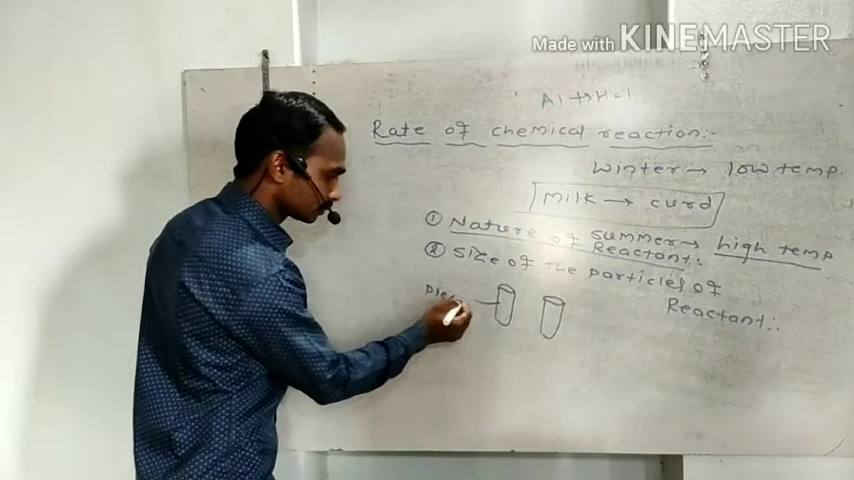 Made with KINEMASTER
Al + HCl
Rate of chemical reaction:-
Winter → low temp.
Milk → curd
① Nature of Reactant.
summer → high temp
② size of the particles of
Reactant:.